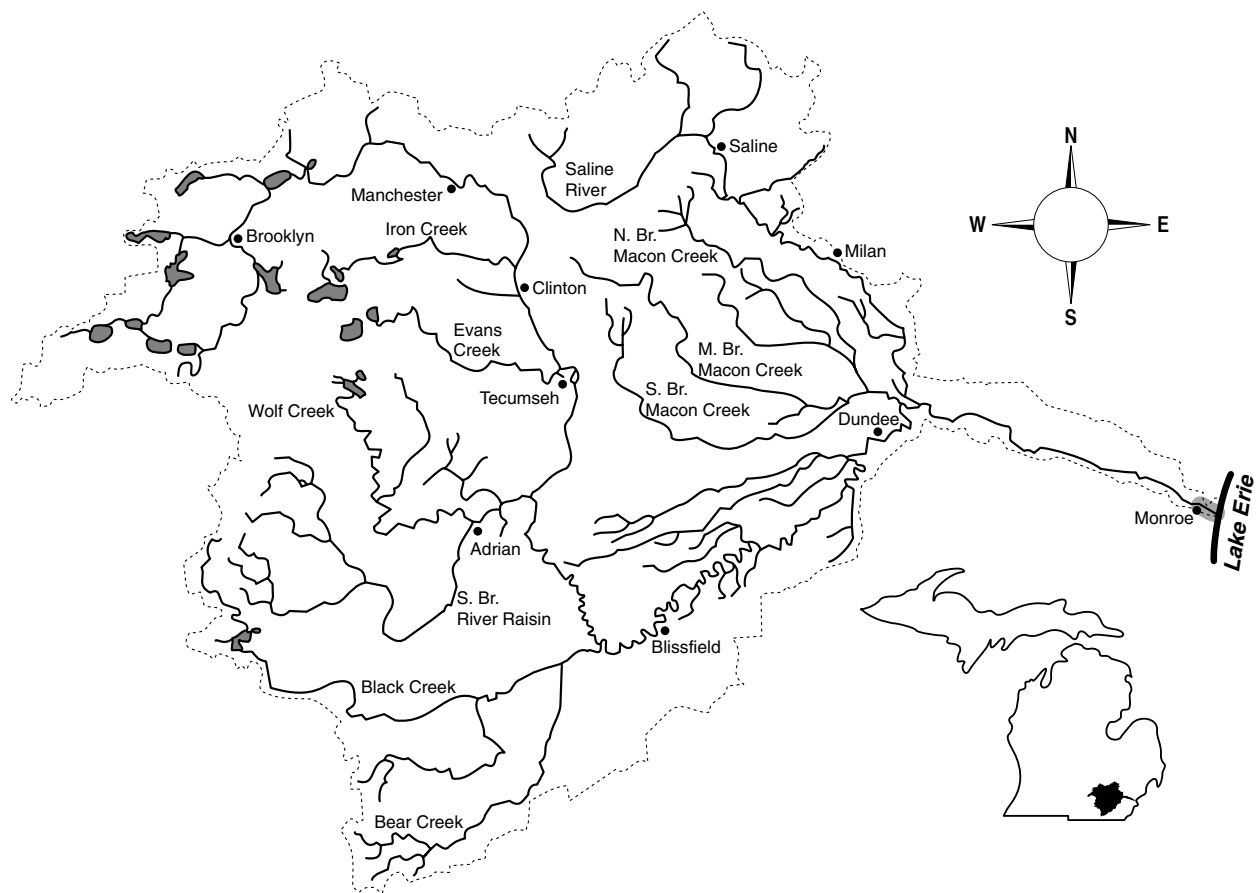 N
Saline
Saline
River
Manchester
W
E
Iron Creek
Brooklyn
N. Br.
Macon Creek
Milan
Clinton
S
Evans
Creek
M. Br.
Macon Creek
S. Br.
Macon Creek
Tecumseh
Wolf Creek
Dundee
Monroe
Lake Erie
Adrian
S. Br.
River Raisin
Blissfield
Black Creek
Bear Creek